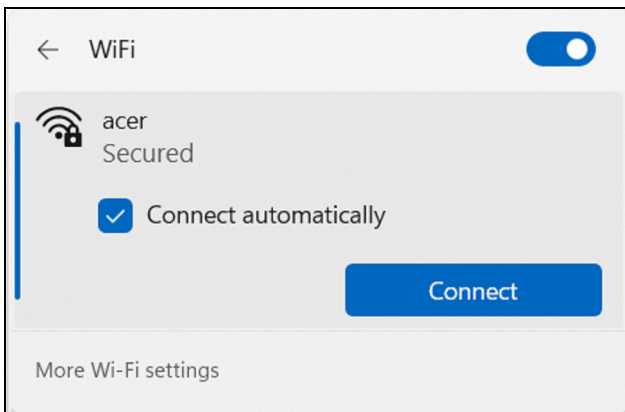 WiFi
acer
Secured
Connect automatically
Connect
More Wi-Fi settings